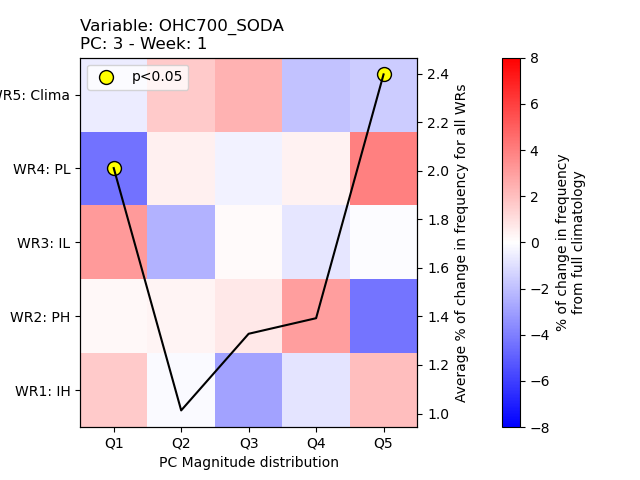 Variable: OHC700_SODA
PC: 3 - Week: 1
p<0.05
WR5: Clima
WR4: PL
WR3: IL
WR2: PH
WR1: IH
Q1 Q2 Q3 Q4 Q5
PC Magnitude distribution
2.4
2.2
2.0
1.8
1.6
1.4
1.2
1.0
Average % of change in frequency for all WRs
8
6
4
2
0
−2
−4
−6
−8
% of change in frequency
from full climatology